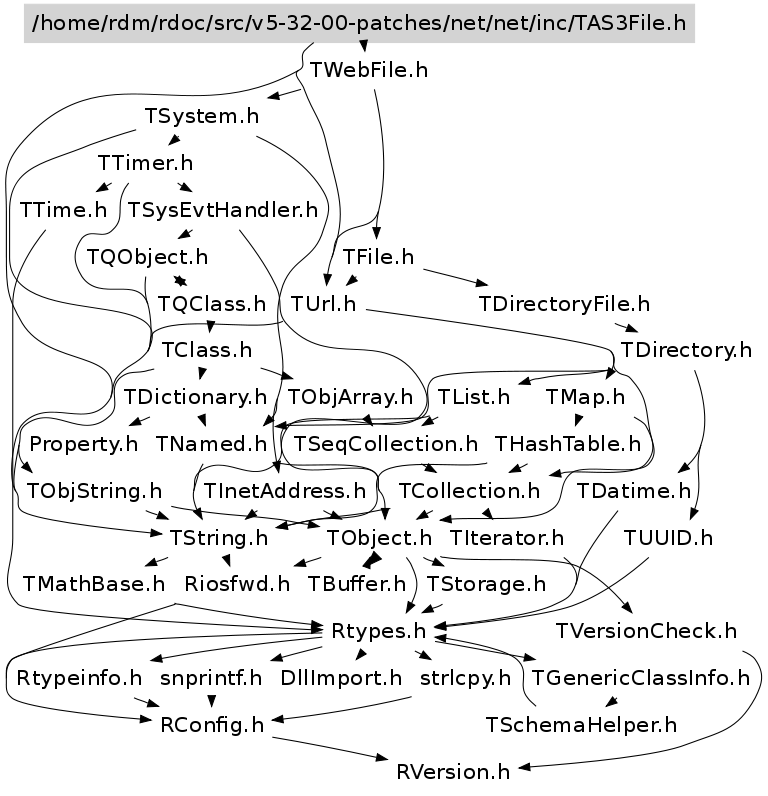 /home/rdm/rdoc/src/v5-32-00-patches/net/net/inc/TAS3File.h
TWebFile.h
TSystem.h
TTimer.h
TTime.h TSysEvtHandler.h
TQObject.h TFile.h
TQClass.h TUrl.h TDirectoryFile.h
TClass.h TDirectory.h
TDictionary.h TObjArray.h TList.h TMap.h
Property.h TNamed.h TSeqCollection.h THashTable.h
TObjString.h TInetAddress.h TCollection.h TDatime.h
TString.h TObject.h TIterator.h TUUID.h
TMathBase.h Riosfwd.h TBuffer.h TStorage.h
Rtypes.h TVersionCheck.h
Rtypeinfo.h snprintf.h DllImport.h strlcpy.h TGenericClassInfo.h
RConfig.h TSchemaHelper.h
RVersion.h